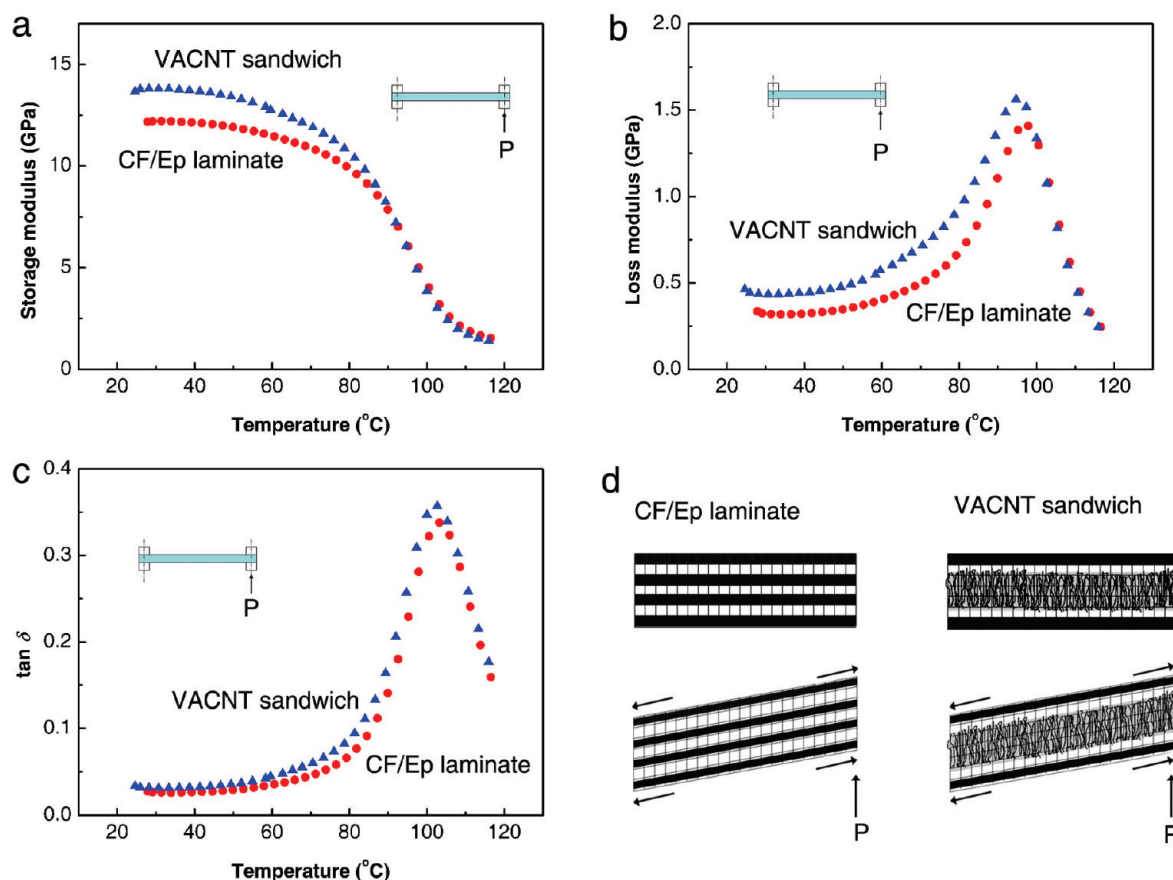 a
VACNT sandwich
CF/Ep laminate
P
Storage modulus (GPa)
15
10
5
0
20 40 60 80 100 120
Temperature (°C)
b
VACNT sandwich
CF/Ep laminate
P
Loss modulus (GPa)
2.0
1.5
1.0
0.5
0.0
20 40 60 80 100 120
Temperature (°C)
c
P
VACNT sandwich
CF/Ep laminate
tan δ
0.4
0.3
0.2
0.1
0.0
20 40 60 80 100 120
Temperature (°C)
d
CF/Ep laminate
VACNT sandwich
P
P